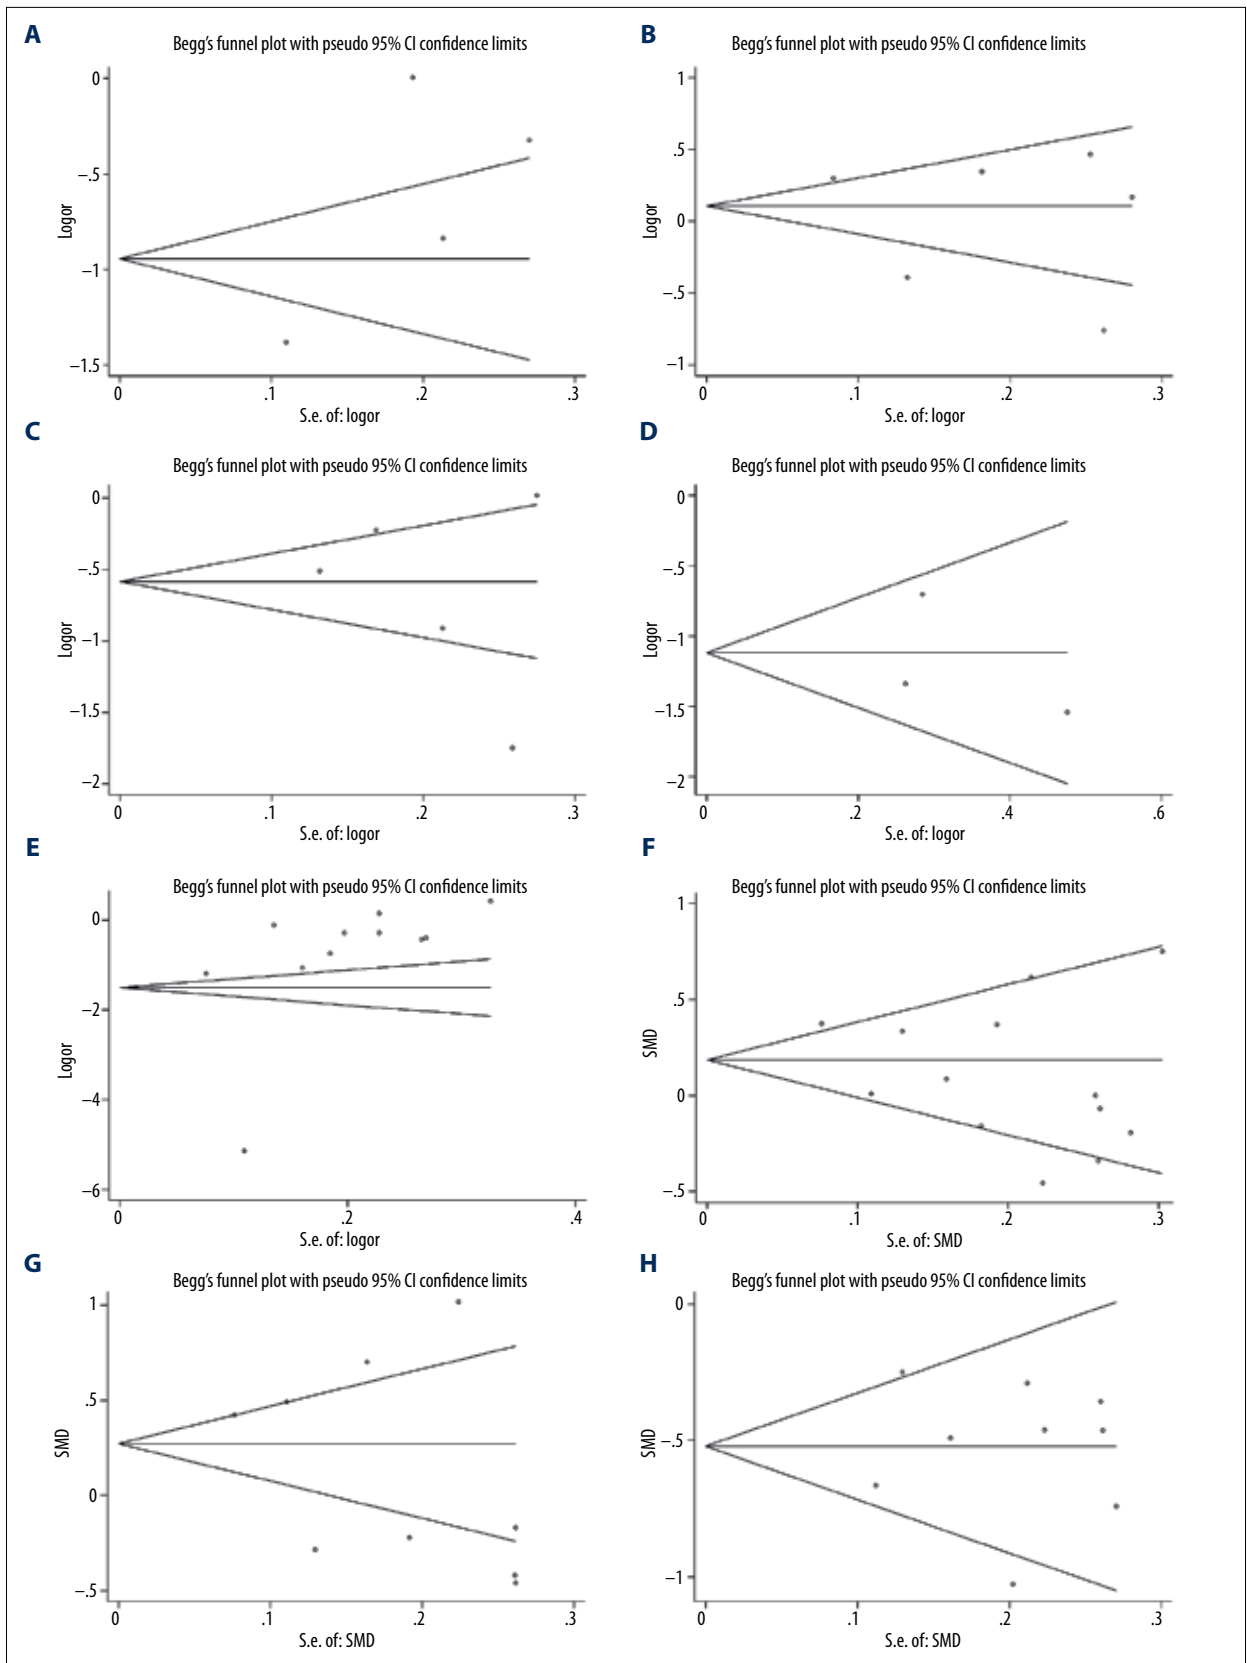 A
Begg's funnel plot with pseudo 95% CI confidence limits
0
–.5
–1
–1.5
Logor
0 .1 .2 .3
S.e. of: logor
B
Begg's funnel plot with pseudo 95% CI confidence limits
1
.5
0
–.5
–1
Logor
0 .1 .2 .3
S.e. of: logor
C
Begg's funnel plot with pseudo 95% CI confidence limits
0
–.5
–1
–1.5
–2
Logor
0 .1 .2 .3
S.e. of: logor
D
Begg's funnel plot with pseudo 95% CI confidence limits
0
–.5
–1
–1.5
–2
Logor
0 .2 .4 .6
S.e. of: logor
E
Begg's funnel plot with pseudo 95% CI confidence limits
0
–2
–4
–6
Logor
0 .2 .4
S.e. of: logor
F
Begg's funnel plot with pseudo 95% CI confidence limits
1
.5
0
–.5
SMD
0 .1 .2 .3
S.e. of: SMD
G
Begg's funnel plot with pseudo 95% CI confidence limits
1
.5
0
–.5
SMD
0 .1 .2 .3
S.e. of: SMD
H
Begg's funnel plot with pseudo 95% CI confidence limits
0
–.5
–1
SMD
0 .1 .2 .3
S.e. of: SMD